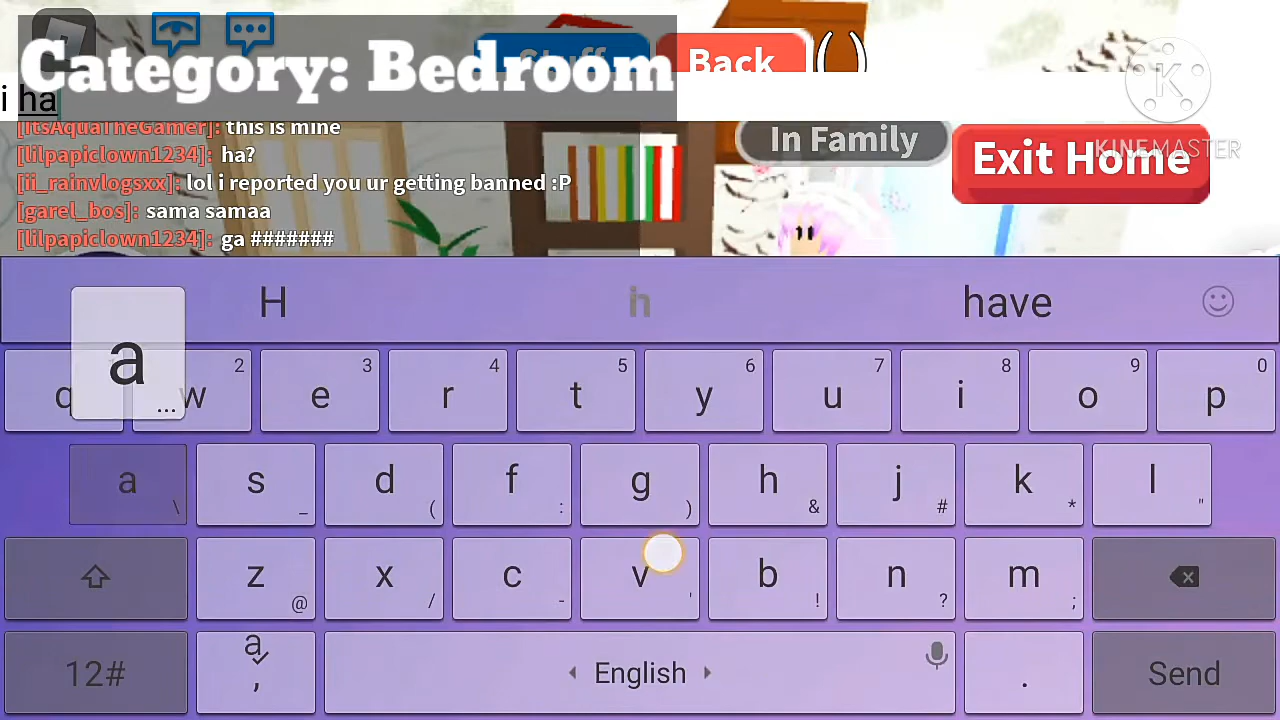 Category: Bedroom
Stuff
Back
( )
i ha
[ItsAquaTheGamer]: this is mine
[lilpapiclown1234]: ha?
[ii_rainvlogsxx]: lol i reported you ur getting banned :P
[garel_bos]: sama samaa
[lilpapiclown1234]: ga #######
In Family
Exit Home
KINEMASTER
H h have
a ...
q w 2 e 3 r 4 t 5 y 6 u 7 i 8 o 9 p 0
a \ s _ d ( f : g ) h & j # k * l "
z @ x / c - v ' b ! n ? m ;
12# a , English . Send